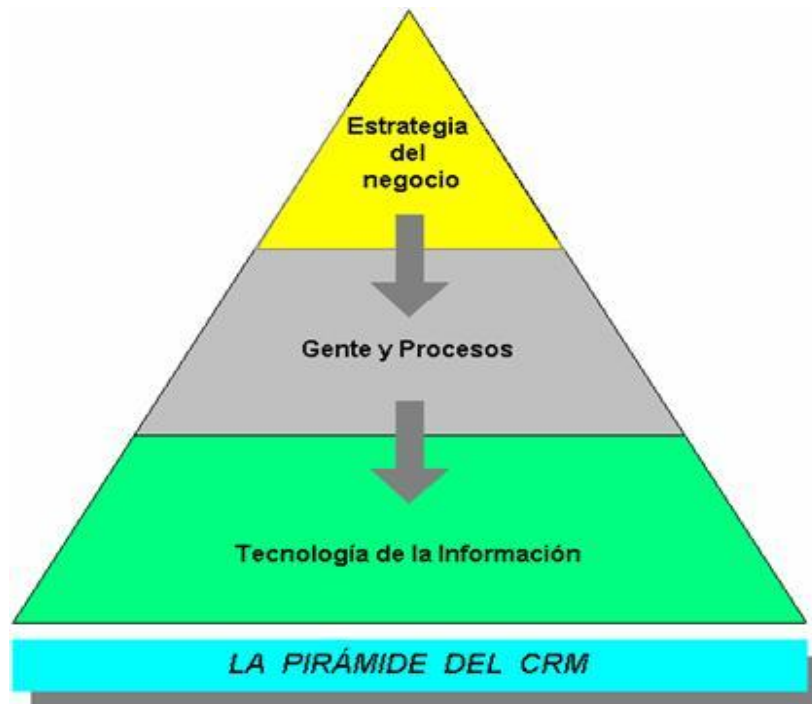 Estrategia
del
negocio
Gente y Procesos
Tecnología de la Información
LA PIRÁMIDE DEL CRM